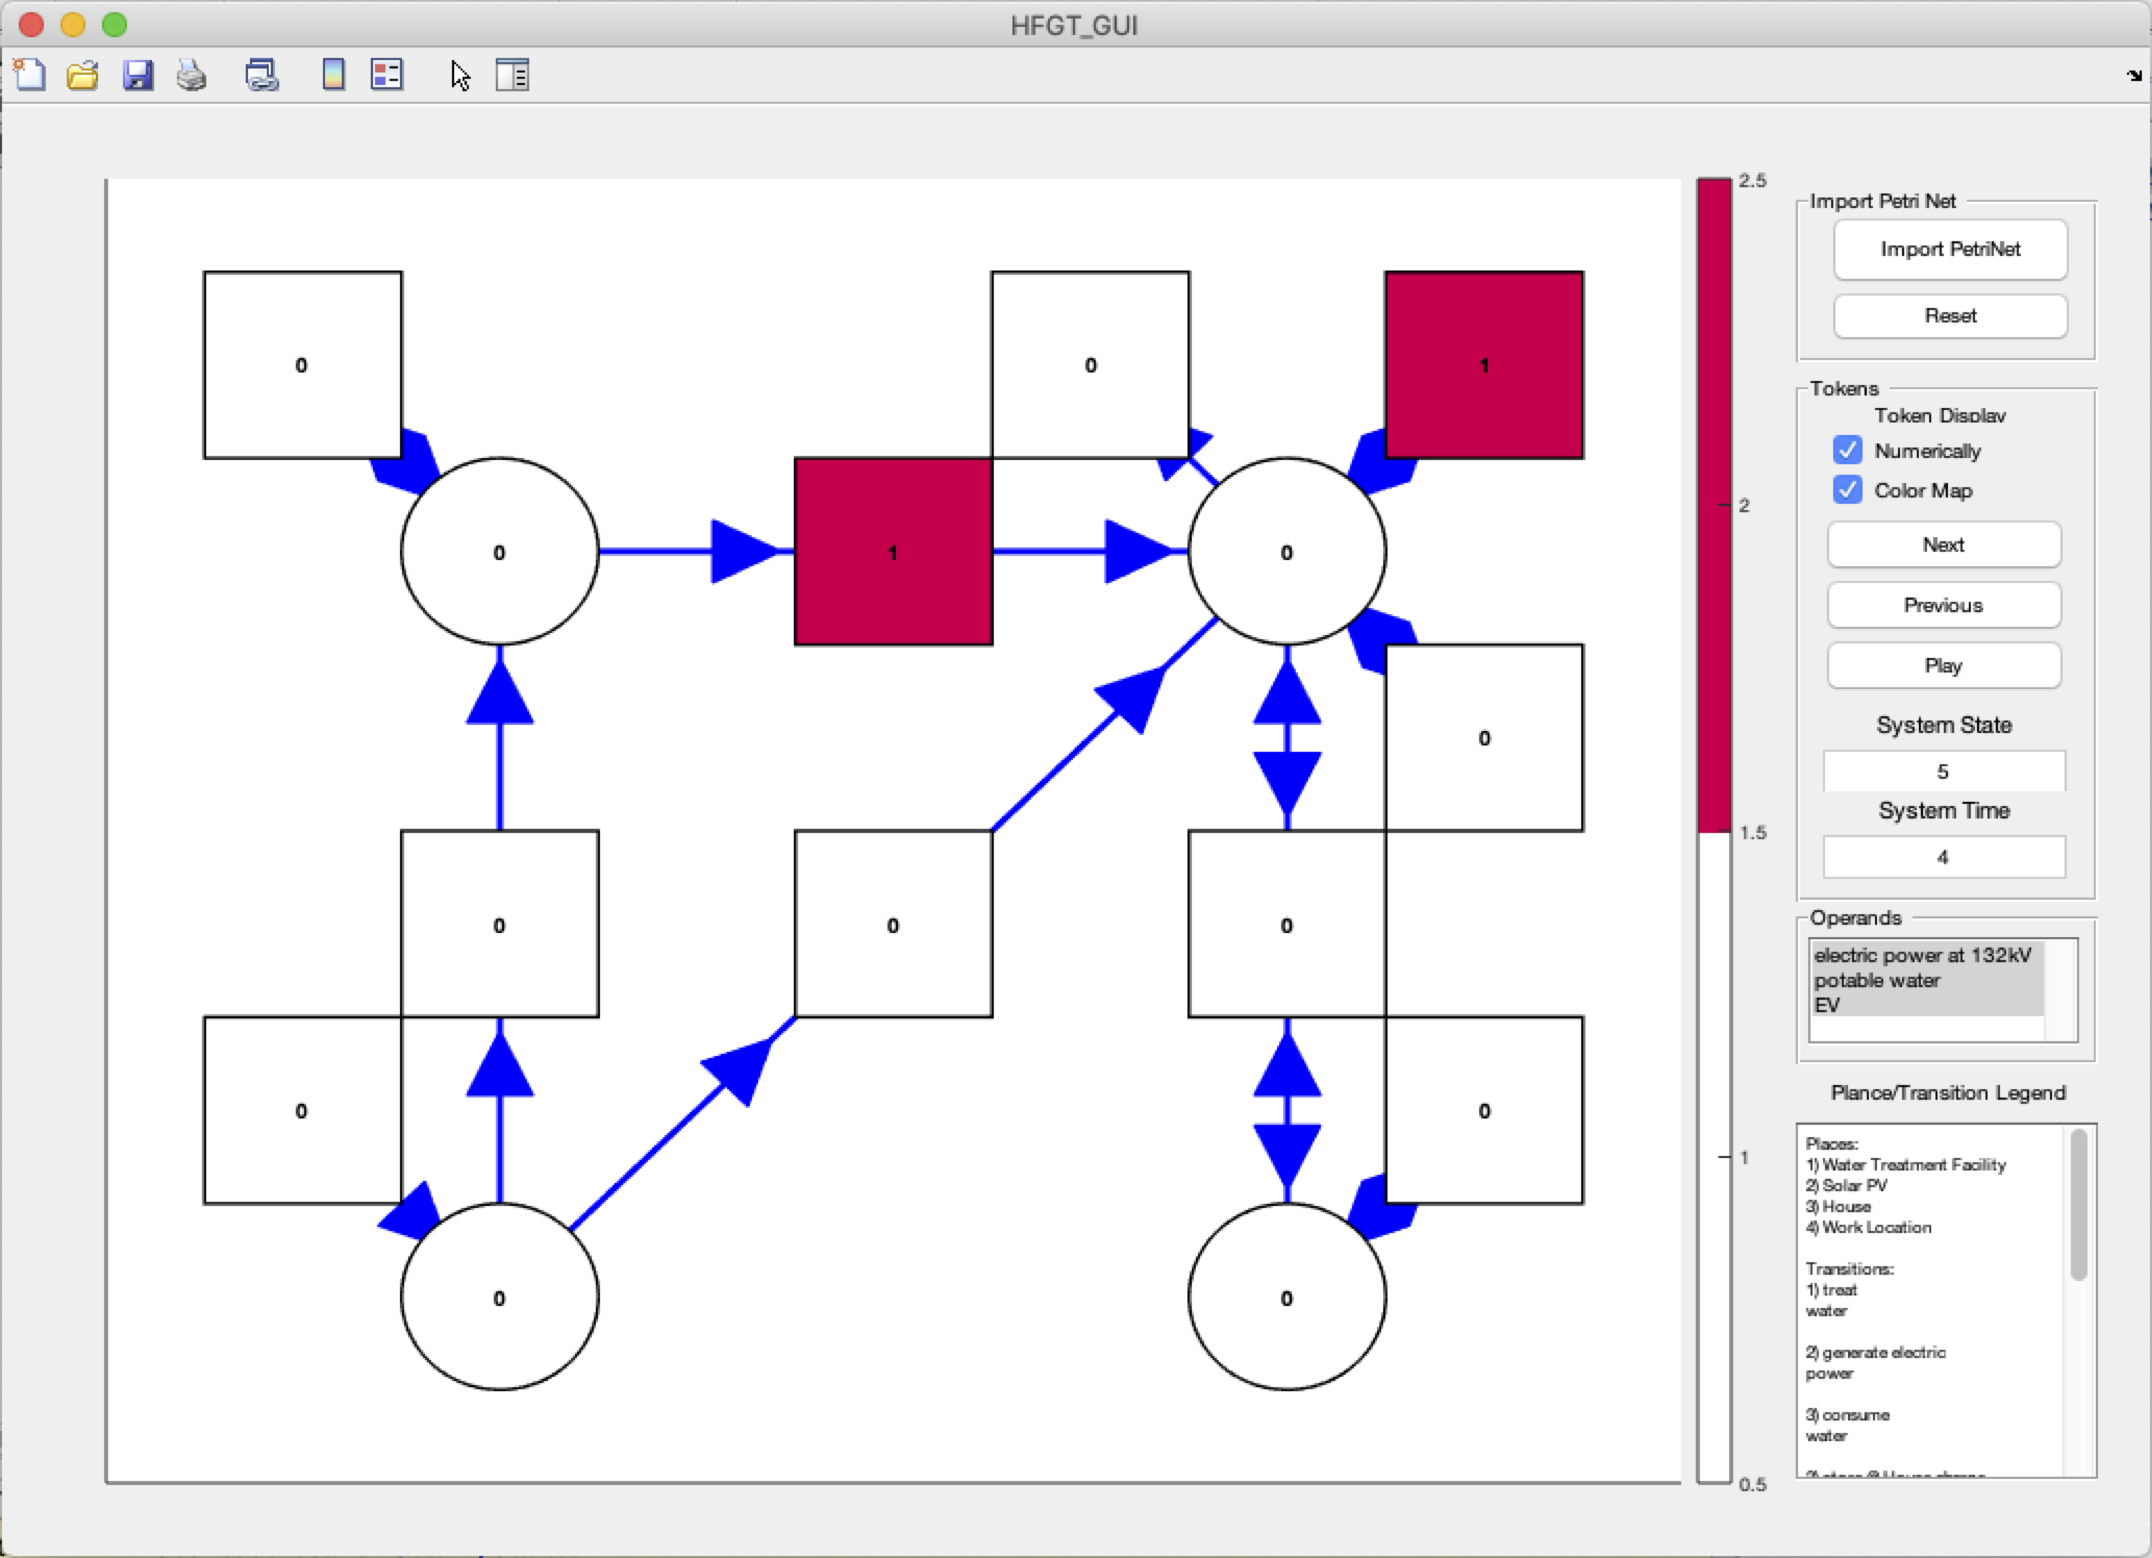 HFGT_GUI
0
0
1
0
1
0
0
0
0
0
0
0
0
0
2.5
2
1.5
1
0.5
Import Petri Net
Import PetriNet
Reset
Tokens
Token Display
Numerically
Color Map
Next
Previous
Play
System State
5
System Time
4
Operands
electric power at 132kV
potable water
EV
Plance/Transition Legend
Places:
1) Water Treatment Facility
2) Solar PV
3) House
4) Work Location
Transitions:
1) treat
water
2) generate electric
power
3) consume
water